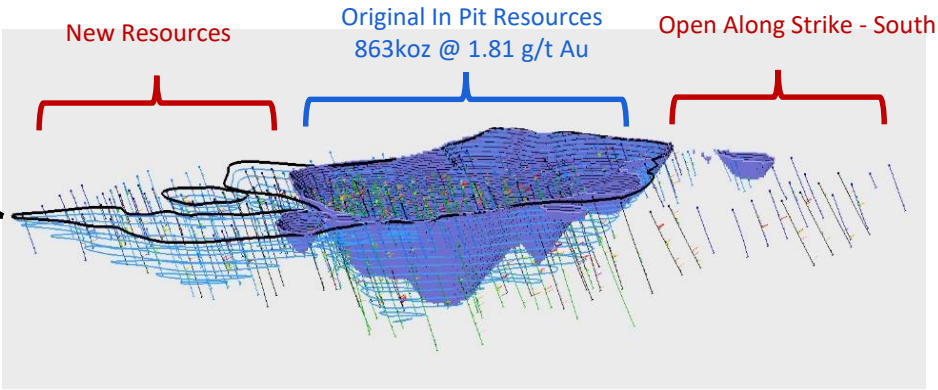 New Resources
Original In Pit Resources
863koz @ 1.81 g/t Au
Open Along Strike - South